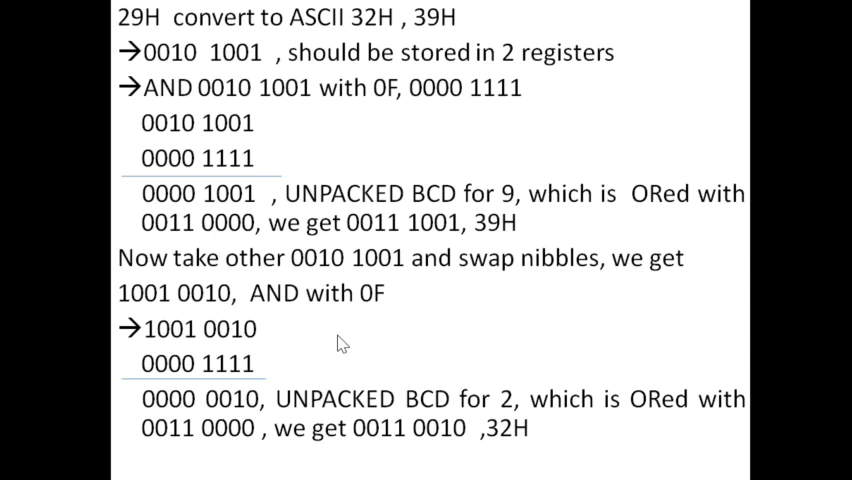 29H convert to ASCII 32H , 39H
→0010 1001 , should be stored in 2 registers
→AND 0010 1001 with 0F, 0000 1111
0010 1001
0000 1111
0000 1001 , UNPACKED BCD for 9, which is ORed with
0011 0000, we get 0011 1001, 39H
Now take other 0010 1001 and swap nibbles, we get
1001 0010, AND with 0F
→1001 0010
0000 1111
0000 0010, UNPACKED BCD for 2, which is ORed with
0011 0000 , we get 0011 0010 ,32H